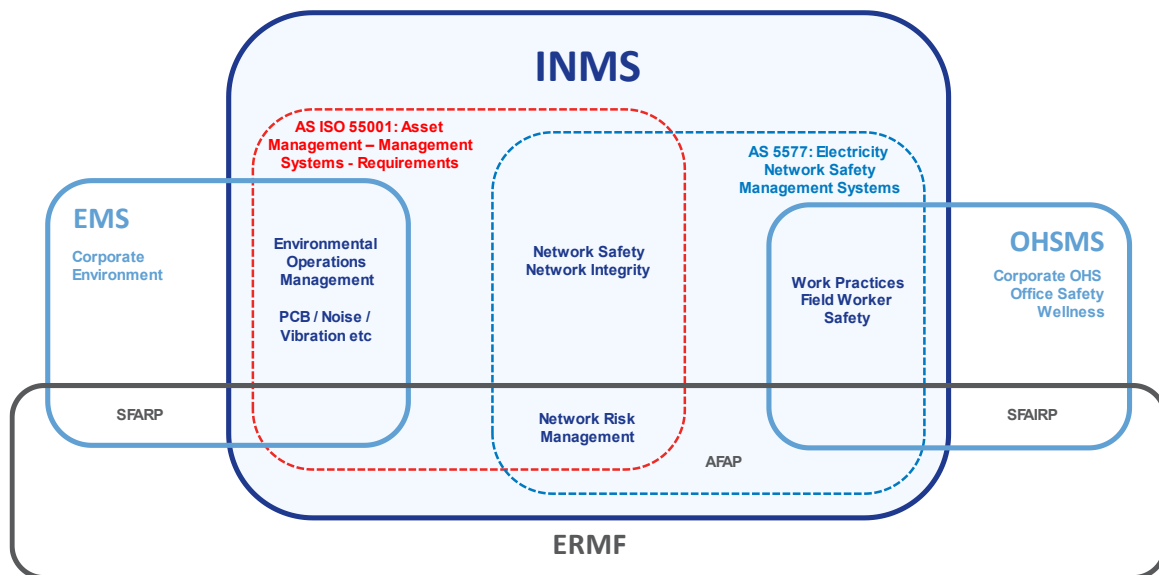 INMS
AS ISO 55001: Asset
Management – Management
Systems - Requirements
AS 5577: Electricity
Network Safety
Management Systems
EMS
Corporate
Environment
Environmental
Operations
Management
PCB / Noise /
Vibration etc
Network Safety
Network Integrity
Work Practices
Field Worker
Safety
OHSMS
Corporate OHS
Office Safety
Wellness
SFARP
Network Risk
Management
AFAP
SFAIRP
ERMF